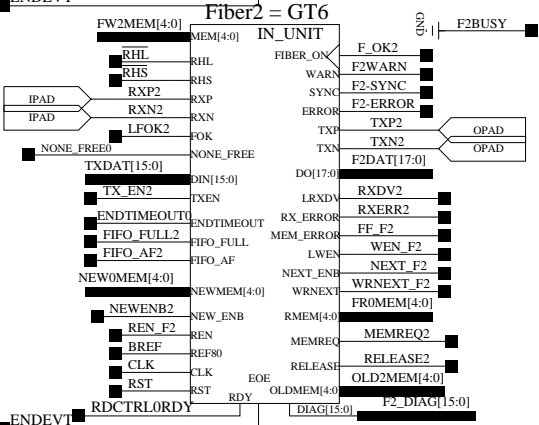 ENDEVT
Fiber2 = GT6
IN_UNIT
GND
F2BUSY
FW2MEM[4:0]
MEM[4:0]
FIBER_ON
F_OK2
RHL
RHL
WARN
F2WARN
RHS
RHS
SYNC
F2-SYNC
IPAD
RXP2
RXP
ERROR
F2-ERROR
IPAD
RXN2
RXN
TXP
TXP2
OPAD
LFOK2
FOK
TXN
TXN2
OPAD
NONE_FREE0
NONE_FREE
F2DAT[17:0]
TXDAT[15:0]
DIN[15:0]
DO[17:0]
TX_EN2
TXEN
LRXDV
RXDV2
ENDTIMEOUT0
ENDTIMEOUT
RX_ERROR
RXERR2
FIFO_FULL2
FIFO_FULL
MEM_ERROR
FF_F2
FIFO_AF2
FIFO_AF
LWEN
WEN_F2
NEXT_ENB
NEXT_F2
NEW0MEM[4:0]
NEWMEM[4:0]
WRNEXT
WRNEXT_F2
FR0MEM[4:0]
NEWENB2
NEW_ENB
RMEM[4:0]
REN_F2
REN
MEMREQ
MEMREQ2
BREF
REF80
CLK
CLK
RELEASE
RELEASE2
RST
RST
EOE
OLDMEM[4:0]
OLD2MEM[4:0]
RDY
RDCTRL0RDY
DIAG[15:0]
F2_DIAG[15:0]
ENDEVT